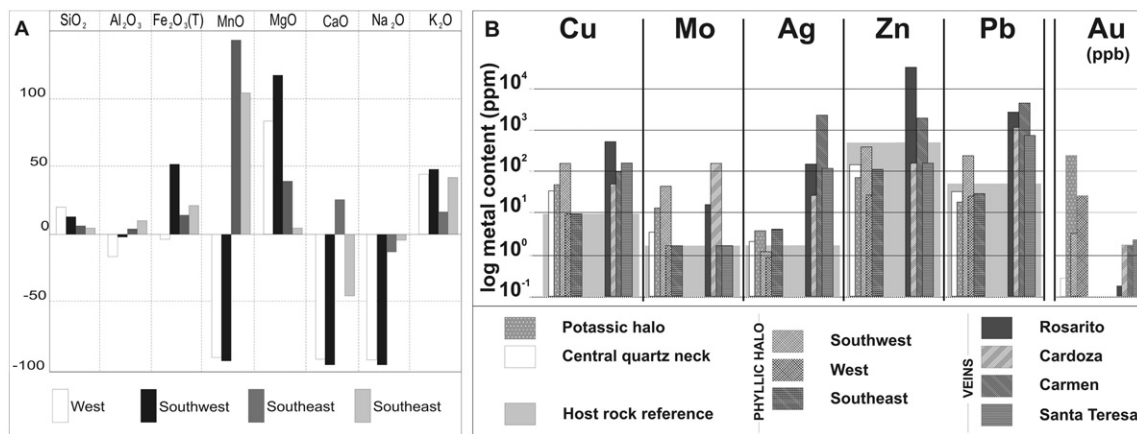 A
SiO2 Al2O3 Fe2O3(T) MnO MgO CaO Na2O K2O
100
50
0
-50
-100
West Southwest Southeast Southeast
B
Cu Mo Ag Zn Pb Au
(ppb)
log metal content (ppm)
10^4
10^3
10^2
10^1
10^0
10^-1
Potassic halo
Central quartz neck
Host rock reference
PHYLLIC HALO
Southwest
West
Southeast
VEINS
Rosarito
Cardoza
Carmen
Santa Teresa